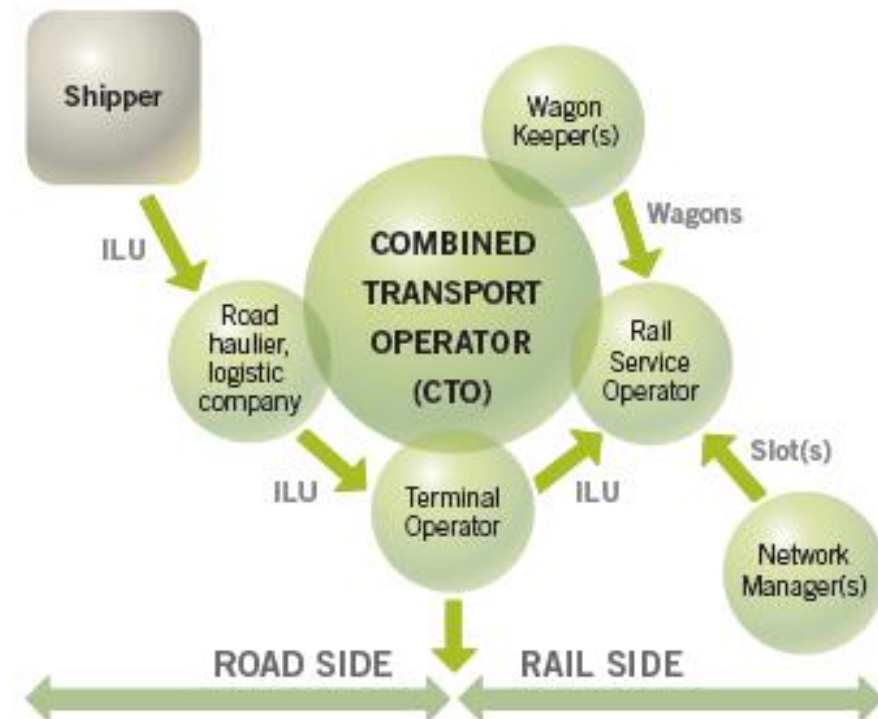 Shipper
Wagon
Keeper(s)
Wagons
ILU
COMBINED
TRANSPORT
OPERATOR
(CTO)
Road
haulier,
logistic
company
Rail
Service
Operator
ILU
Terminal
Operator
ILU
Slot(s)
Network
Manager(s)
ROAD SIDE
RAIL SIDE